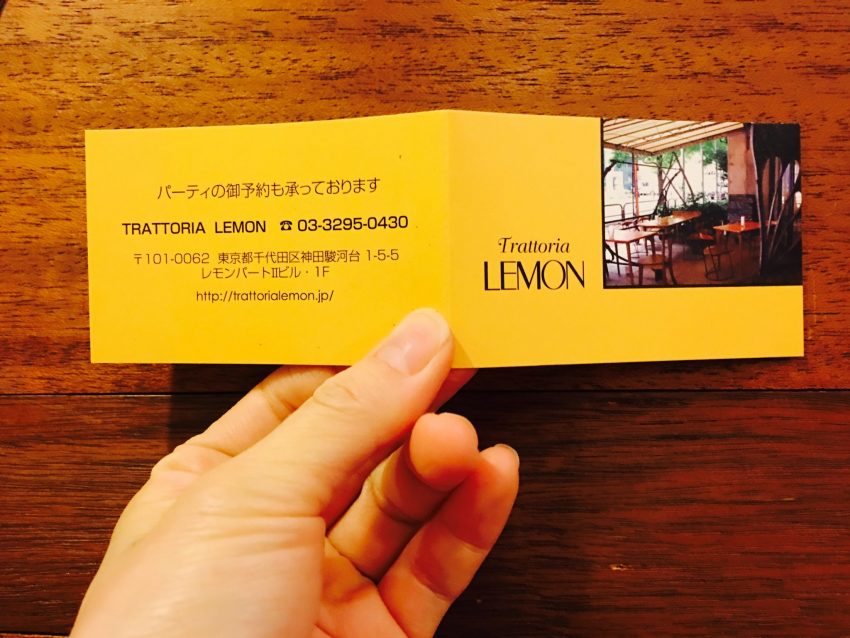 パーティの御予約も承っております
TRATTORIA LEMON ☎ 03-3295-0430
〒101-0062 東京都千代田区神田駿河台 1-5-5
レモンパートⅡビル・1F
http://trattorialemon.jp/
Trattoria
LEMON